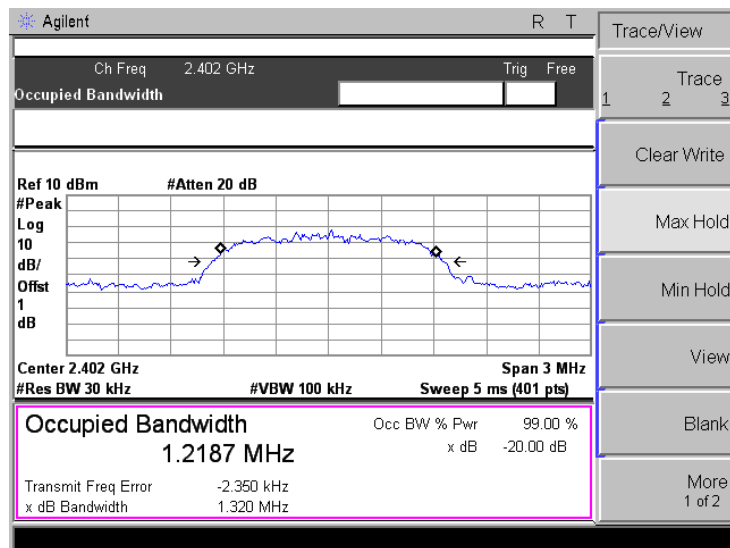 Agilent R T
Ch Freq 2.402 GHz Trig Free
Occupied Bandwidth
Ref 10 dBm #Atten 20 dB
#Peak
Log
10
dB/
Offst
1
dB
Center 2.402 GHz Span 3 MHz
#Res BW 30 kHz #VBW 100 kHz Sweep 5 ms (401 pts)
Occupied Bandwidth Occ BW % Pwr 99.00 %
1.2187 MHz x dB -20.00 dB
Transmit Freq Error -2.350 kHz
x dB Bandwidth 1.320 MHz
Trace/View
Trace
1 2 3
Clear Write
Max Hold
Min Hold
View
Blank
More
1 of 2